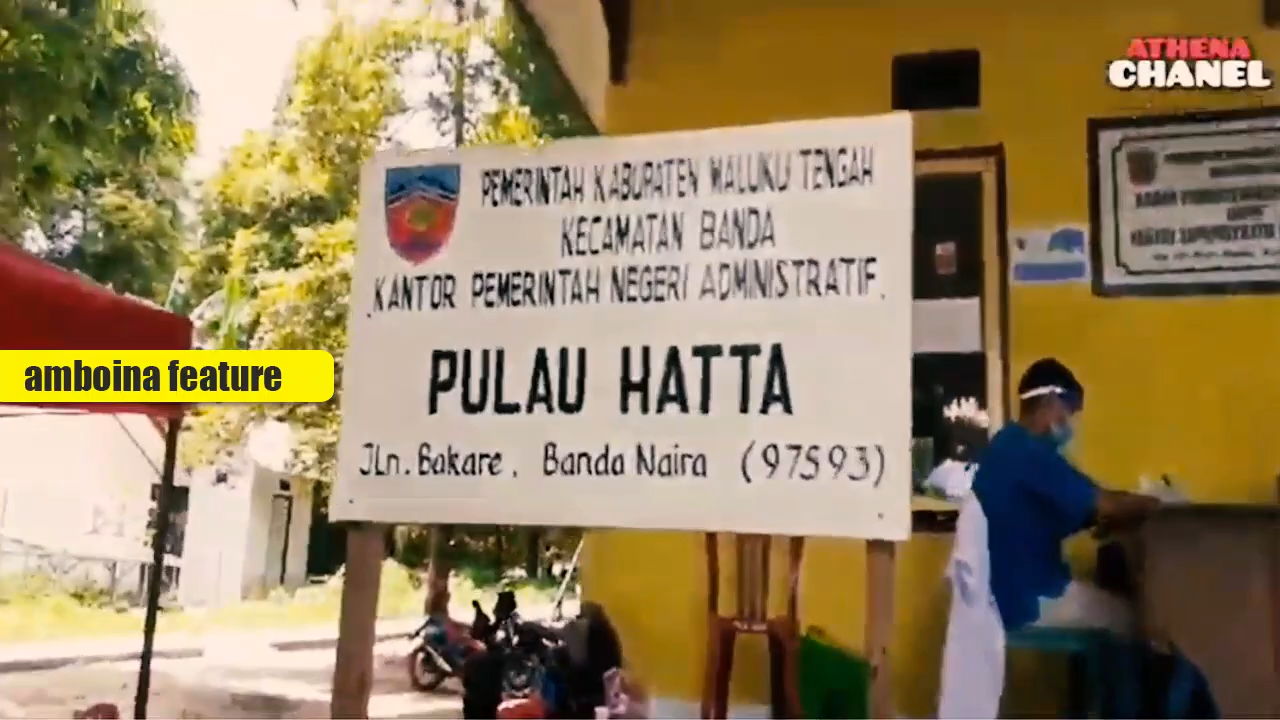 ATHENA
CHANEL
PEMERINTAH KABUPATEN MALUKU TENGAH
KECAMATAN BANDA
KANTOR PEMERINTAH NEGERI ADMINISTRATIF.
PULAU HATTA
JLn. Bakare, Banda Naira (97593)
amboina feature